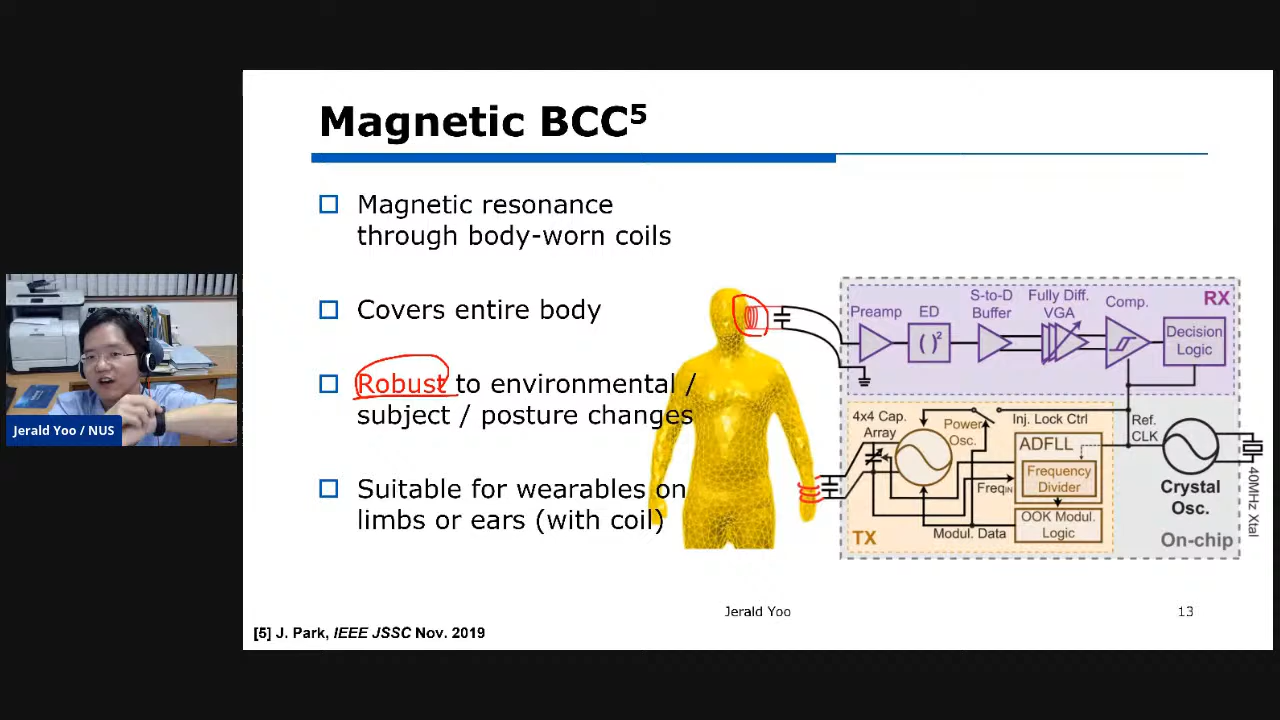 Magnetic BCC⁵
Magnetic resonance
through body-worn coils
Covers entire body
Robust to environmental /
subject / posture changes
Suitable for wearables on
limbs or ears (with coil)
Jerald Yoo / NUS
Preamp
ED
S-to-D
Buffer
Fully Diff.
VGA
Comp.
RX
( )²
Decision
Logic
4x4 Cap.
Array
Power
Osc.
Inj. Lock Ctrl
Ref.
CLK
ADFLL
Frequency
Divider
FreqIN
OOK Modul.
Logic
Modul. Data
TX
Crystal
Osc.
On-chip
40MHz Xtal
Jerald Yoo
13
[5] J. Park, IEEE JSSC Nov. 2019